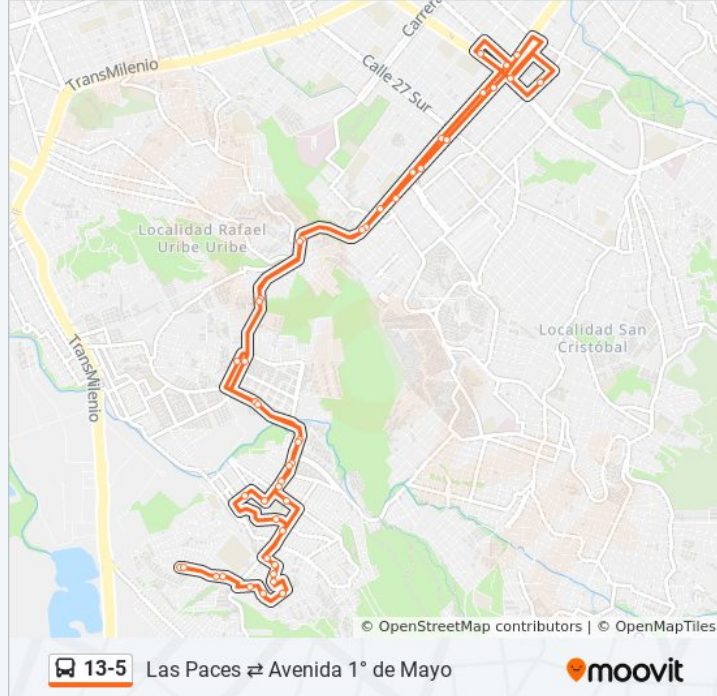 Carrera
TransMilenio
Calle 27 Sur
Localidad Rafael
Uribe Uribe
Localidad San
Cristóbal
TransMilenio
© OpenStreetMap contributors | © OpenMapTiles
13-5 Las Paces ⇄ Avenida 1° de Mayo
moovit